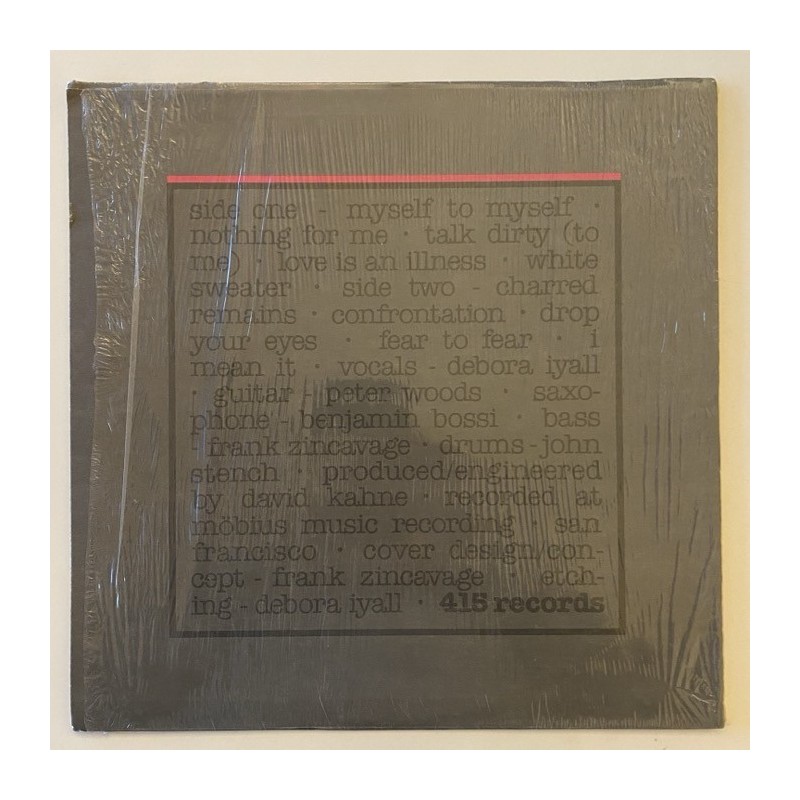 side one - myself to myself ·
nothing for me · talk dirty (to
me) · love is an illness · white
sweater · side two - charred
remains · confrontation · drop
your eyes · fear to fear · i
mean it · vocals - debora iyall
· guitar - peter woods · saxo-
phone - benjamin bossi · bass
- frank zincavage · drums - john
stench · produced/engineered
by david kahne · recorded at
möbius music recording · san
francisco · cover design/con-
cept - frank zincavage · etch-
ing - debora iyall · 415 records